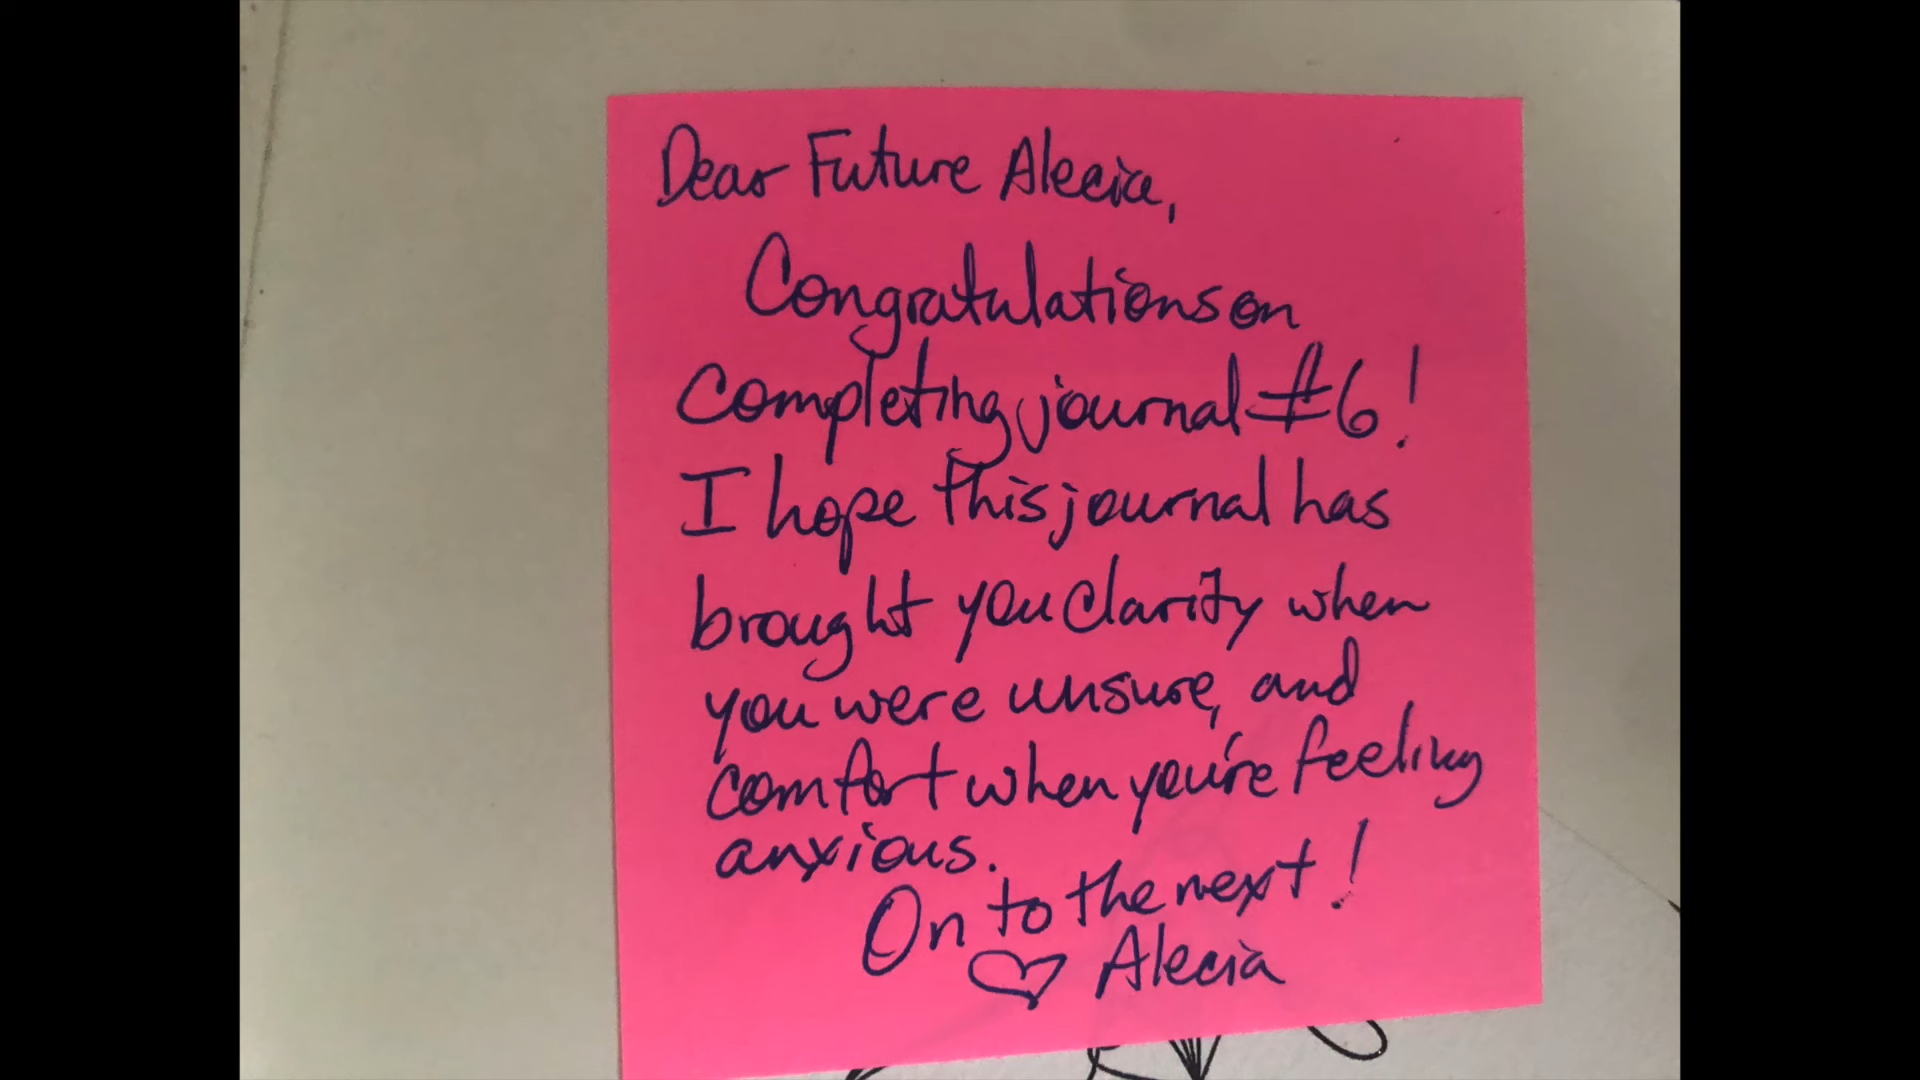 Dear Future Alecia,
Congratulations on
completing journal #6!
I hope this journal has
brought you clarity when
you were unsure, and
comfort when you're feeling
anxious.
On to the next!
♡ Alecia